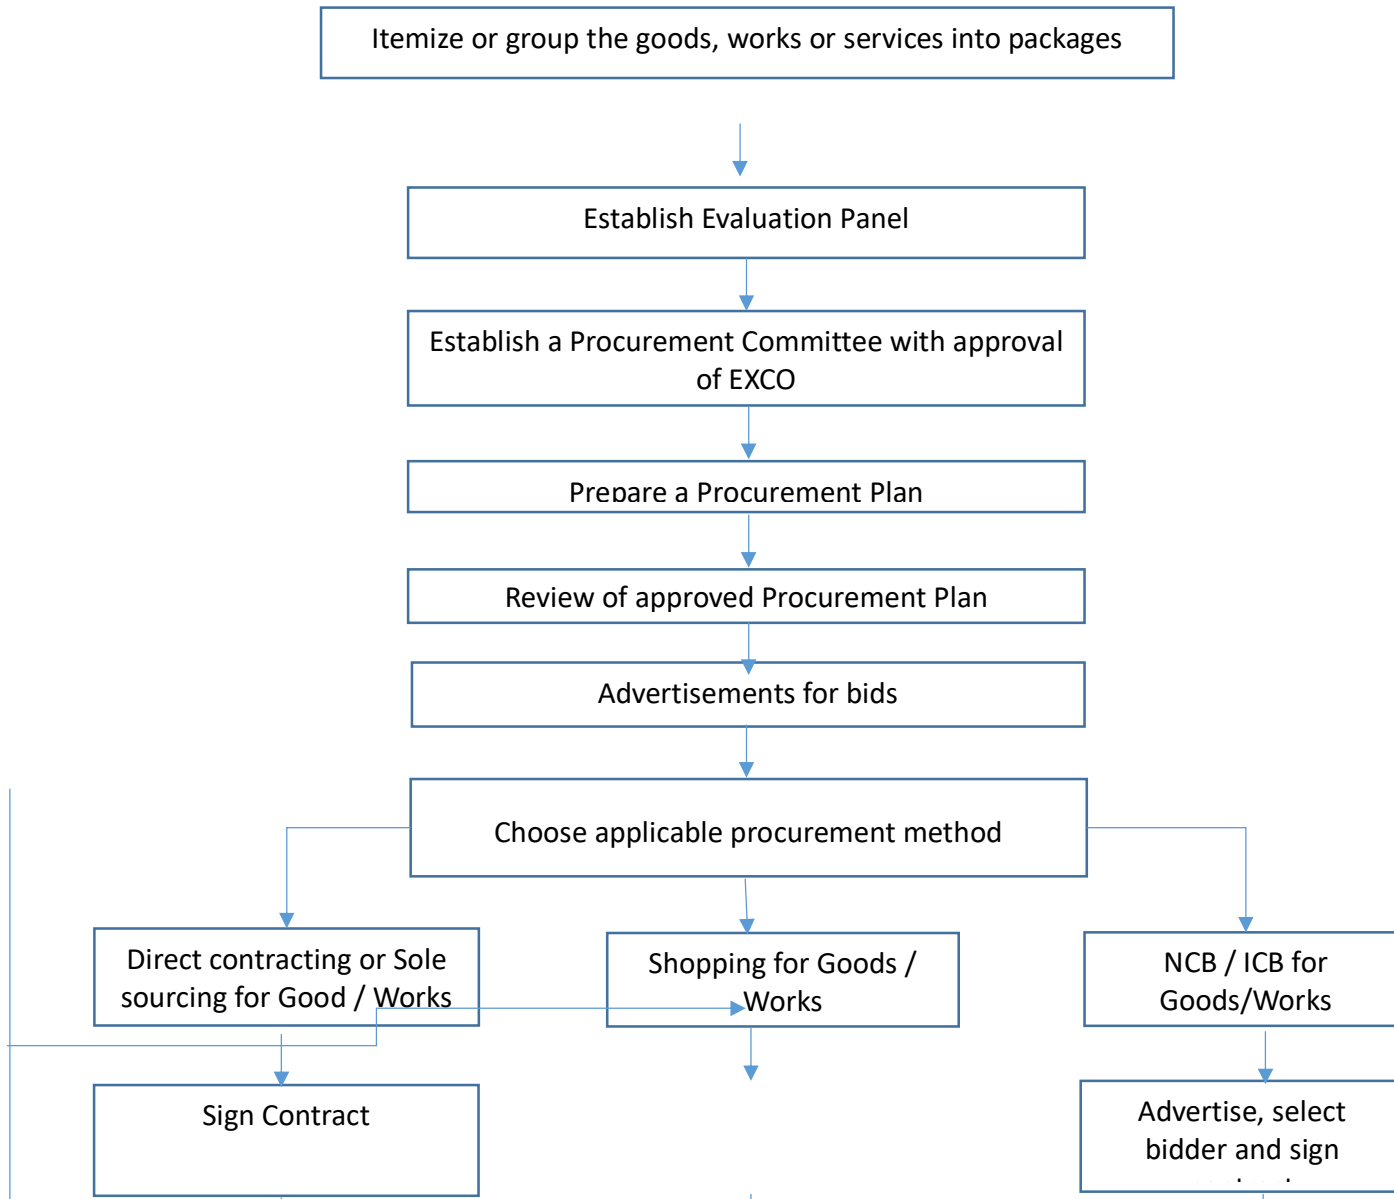 Itemize or group the goods, works or services into packages
Establish Evaluation Panel
Establish a Procurement Committee with approval
of EXCO
Prepare a Procurement Plan
Review of approved Procurement Plan
Advertisements for bids
Choose applicable procurement method
Direct contracting or Sole
sourcing for Good / Works
Shopping for Goods /
Works
NCB / ICB for
Goods/Works
Sign Contract
Advertise, select
bidder and sign